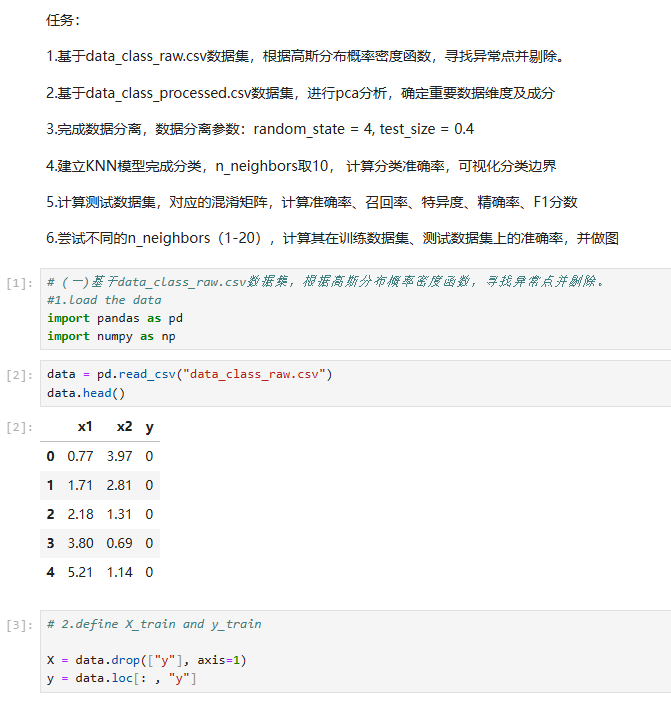 任务：
1.基于data_class_raw.csv数据集，根据高斯分布概率密度函数，寻找异常点并剔除。
2.基于data_class_processed.csv数据集，进行pca分析，确定重要数据维度及成分
3.完成数据分离，数据分离参数：random_state = 4, test_size = 0.4
4.建立KNN模型完成分类，n_neighbors取10， 计算分类准确率，可视化分类边界
5.计算测试数据集，对应的混淆矩阵，计算准确率、召回率、特异度、精确率、F1分数
6.尝试不同的n_neighbors（1-20），计算其在训练数据集、测试数据集上的准确率，并做图
[1]: # (一)基于data_class_raw.csv数据集，根据高斯分布概率密度函数，寻找异常点并剔除。
#1.load the data
import pandas as pd
import numpy as np
[2]: data = pd.read_csv("data_class_raw.csv")
data.head()
[2]: x1 x2 y
0 0.77 3.97 0
1 1.71 2.81 0
2 2.18 1.31 0
3 3.80 0.69 0
4 5.21 1.14 0
[3]: # 2.define X_train and y_train
X = data.drop(["y"], axis=1)
y = data.loc[: , "y"]